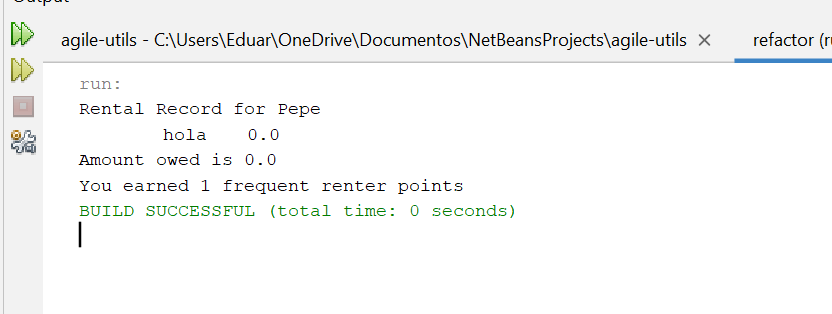 Output
agile-utils - C:\Users\Eduar\OneDrive\Documentos\NetBeansProjects\agile-utils
refactor
run:
Rental Record for Pepe
hola 0.0
Amount owed is 0.0
You earned 1 frequent renter points
BUILD SUCCESSFUL (total time: 0 seconds)